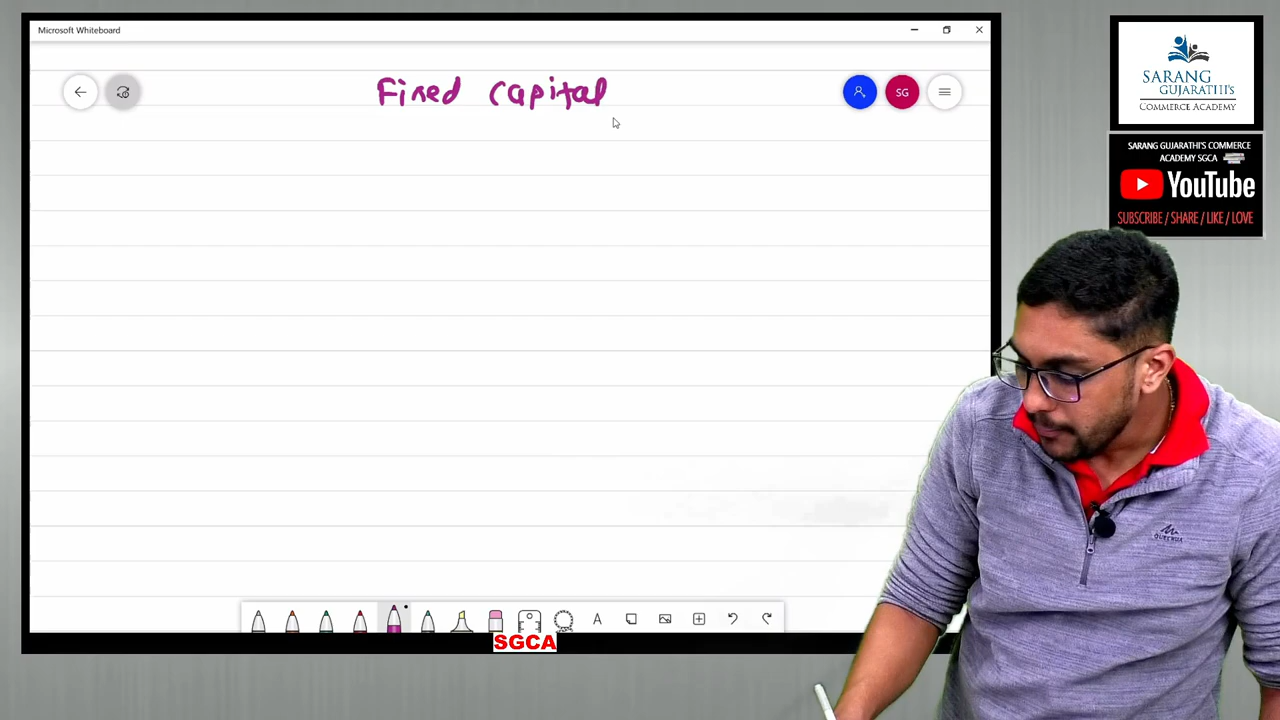 Microsoft Whiteboard
Fixed capital
SG
SARANG
GUJARATHI'S
COMMERCE ACADEMY
SARANG GUJARATHI'S COMMERCE
ACADEMY SGCA
YouTube
SUBSCRIBE / SHARE / LIKE / LOVE
A
SGCA
QUECHUA